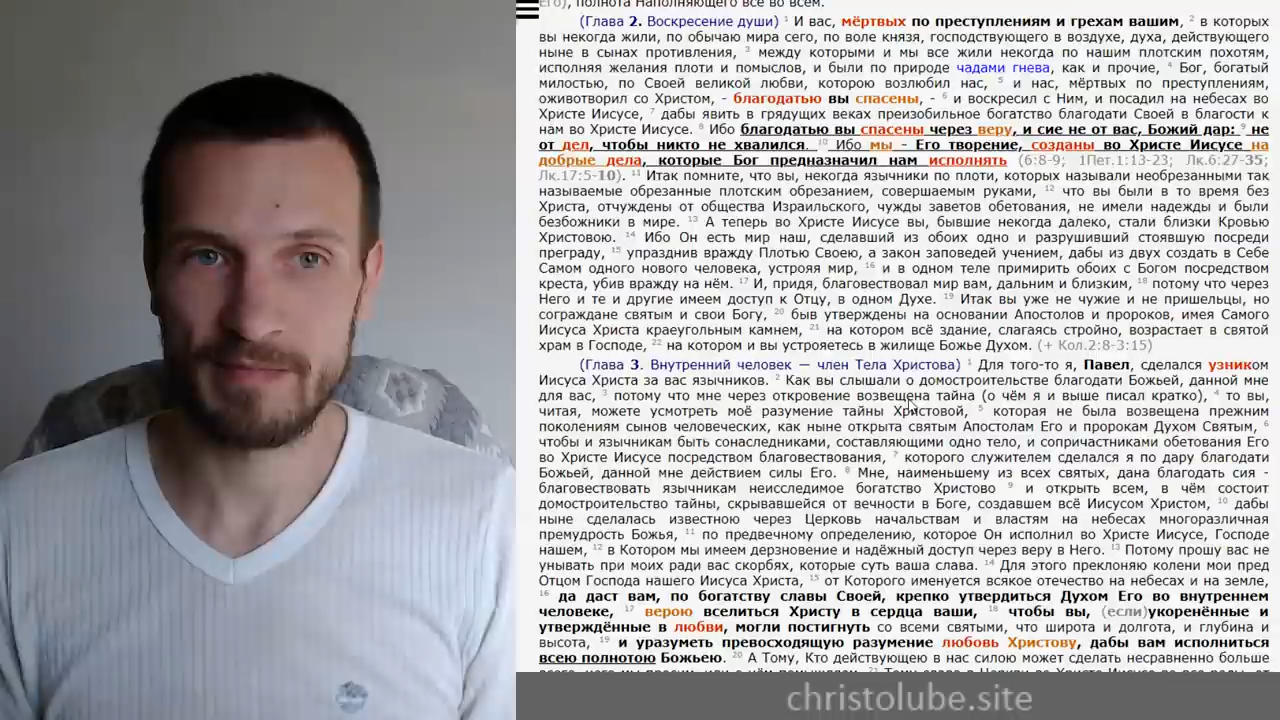 Его), полнота Наполняющего всё во всём.
(Глава 2. Воскресение души) 1 И вас, мёртвых по преступлениям и грехам вашим, 2 в которых
вы некогда жили, по обычаю мира сего, по воле князя, господствующего в воздухе, духа, действующего
ныне в сынах противления, 3 между которыми и мы все жили некогда по нашим плотским похотям,
исполняя желания плоти и помыслов, и были по природе чадами гнева, как и прочие, 4 Бог, богатый
милостью, по Своей великой любви, которою возлюбил нас, 5 и нас, мёртвых по преступлениям,
оживотворил со Христом, - благодатью вы спасены, - 6 и воскресил с Ним, и посадил на небесах во
Христе Иисусе, 7 дабы явить в грядущих веках преизобильное богатство благодати Своей в благости к
нам во Христе Иисусе. 8 Ибо благодатью вы спасены через веру, и сие не от вас, Божий дар: 9 не
от дел, чтобы никто не хвалился. 10 Ибо мы - Его творение, созданы во Христе Иисусе на
добрые дела, которые Бог предназначил нам исполнять (6:8-9; 1Пет.1:13-23; Лк.6:27-35;
Лк.17:5-10). 11 Итак помните, что вы, некогда язычники по плоти, которых называли необрезанными так
называемые обрезанные плотским обрезанием, совершаемым руками, 12 что вы были в то время без
Христа, отчуждены от общества Израильского, чужды заветов обетования, не имели надежды и были
безбожники в мире. 13 А теперь во Христе Иисусе вы, бывшие некогда далеко, стали близки Кровью
Христовою. 14 Ибо Он есть мир наш, сделавший из обоих одно и разрушивший стоявшую посреди
преграду, 15 упразднив вражду Плотью Своею, а закон заповедей учением, дабы из двух создать в Себе
Самом одного нового человека, устрояя мир, 16 и в одном теле примирить обоих с Богом посредством
креста, убив вражду на нём. 17 И, придя, благовествовал мир вам, дальним и близким, 18 потому что через
Него и те и другие имеем доступ к Отцу, в одном Духе. 19 Итак вы уже не чужие и не пришельцы, но
сограждане святым и свои Богу, 20 быв утверждены на основании Апостолов и пророков, имея Самого
Иисуса Христа краеугольным камнем, 21 на котором всё здание, слагаясь стройно, возрастает в святой
храм в Господе, 22 на котором и вы устрояетесь в жилище Божье Духом. (+ Кол.2:8-3:15)
(Глава 3. Внутренний человек — член Тела Христова) 1 Для того-то я, Павел, сделался узником
Иисуса Христа за вас язычников. 2 Как вы слышали о домостроительстве благодати Божьей, данной мне
для вас, 3 потому что мне через откровение возвещена тайна (о чём я и выше писал кратко), 4 то вы,
читая, можете усмотреть моё разумение тайны Христовой, 5 которая не была возвещена прежним
поколениям сынов человеческих, как ныне открыта святым Апостолам Его и пророкам Духом Святым, 6
чтобы и язычникам быть сонаследниками, составляющими одно тело, и сопричастниками обетования Его
во Христе Иисусе посредством благовествования, 7 которого служителем сделался я по дару благодати
Божьей, данной мне действием силы Его. 8 Мне, наименьшему из всех святых, дана благодать сия -
благовествовать язычникам неисследимое богатство Христово 9 и открыть всем, в чём состоит
домостроительство тайны, скрывавшейся от вечности в Боге, создавшем всё Иисусом Христом, 10 дабы
ныне сделалась известною через Церковь начальствам и властям на небесах многоразличная
премудрость Божья, 11 по предвечному определению, которое Он исполнил во Христе Иисусе, Господе
нашем, 12 в Котором мы имеем дерзновение и надёжный доступ через веру в Него. 13 Потому прошу вас не
унывать при моих ради вас скорбях, которые суть ваша слава. 14 Для этого преклоняю колени мои пред
Отцом Господа нашего Иисуса Христа, 15 от Которого именуется всякое отечество на небесах и на земле,
16 да даст вам, по богатству славы Своей, крепко утвердиться Духом Его во внутреннем
человеке, 17 верою вселиться Христу в сердца ваши, 18 чтобы вы, (если)укоренённые и
утверждённые в любви, могли постигнуть со всеми святыми, что широта и долгота, и глубина и
высота, 19 и уразуметь превосходящую разумение любовь Христову, дабы вам исполниться
всею полнотою Божьею. 20 А Тому, Кто действующею в нас силою может сделать несравненно больше
christolube.site